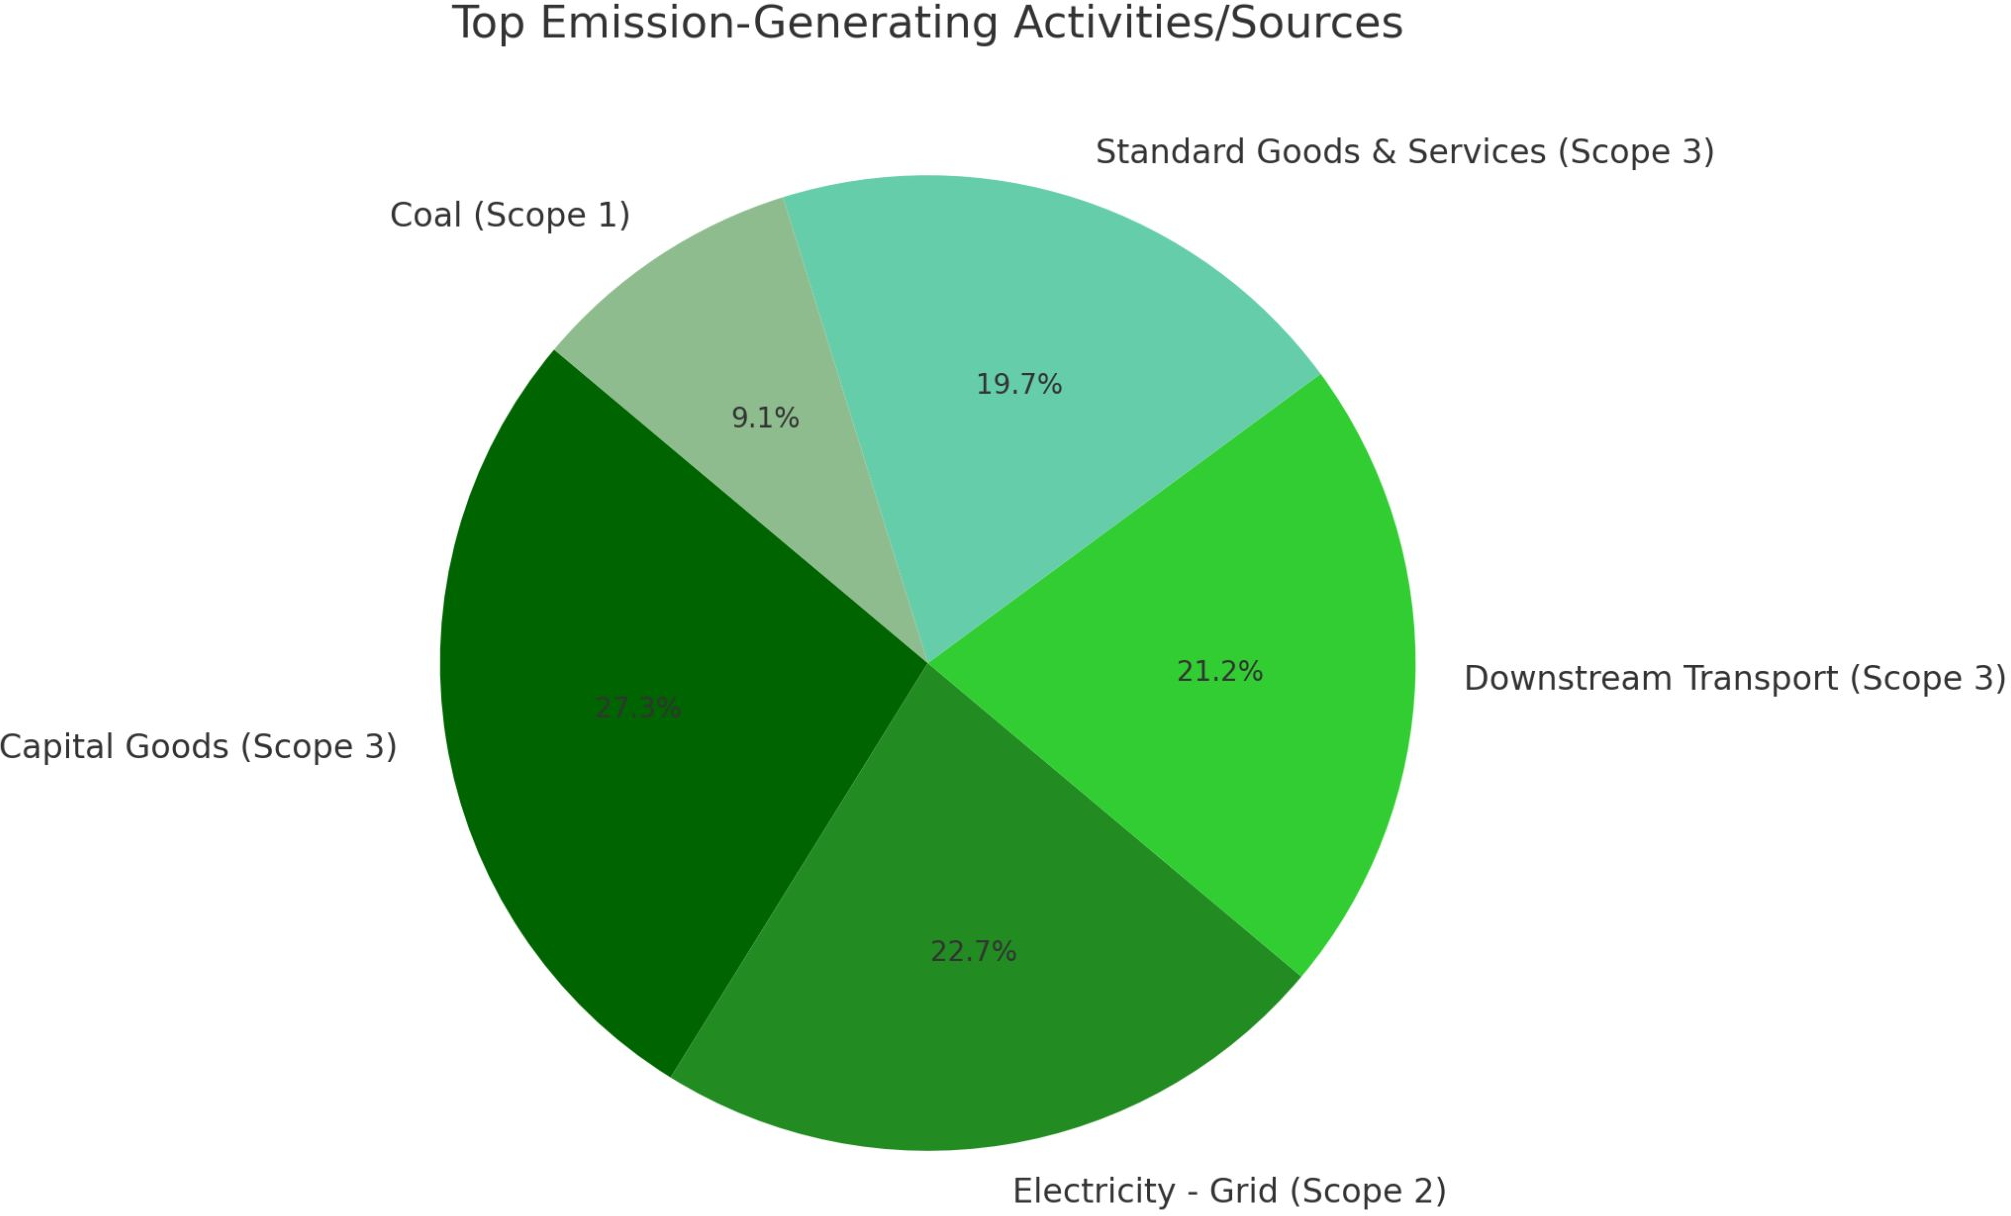 Top Emission-Generating Activities/Sources
Standard Goods & Services (Scope 3)
Coal (Scope 1)
19.7%
9.1%
21.2%
Downstream Transport (Scope 3)
27.3%
Capital Goods (Scope 3)
22.7%
Electricity - Grid (Scope 2)